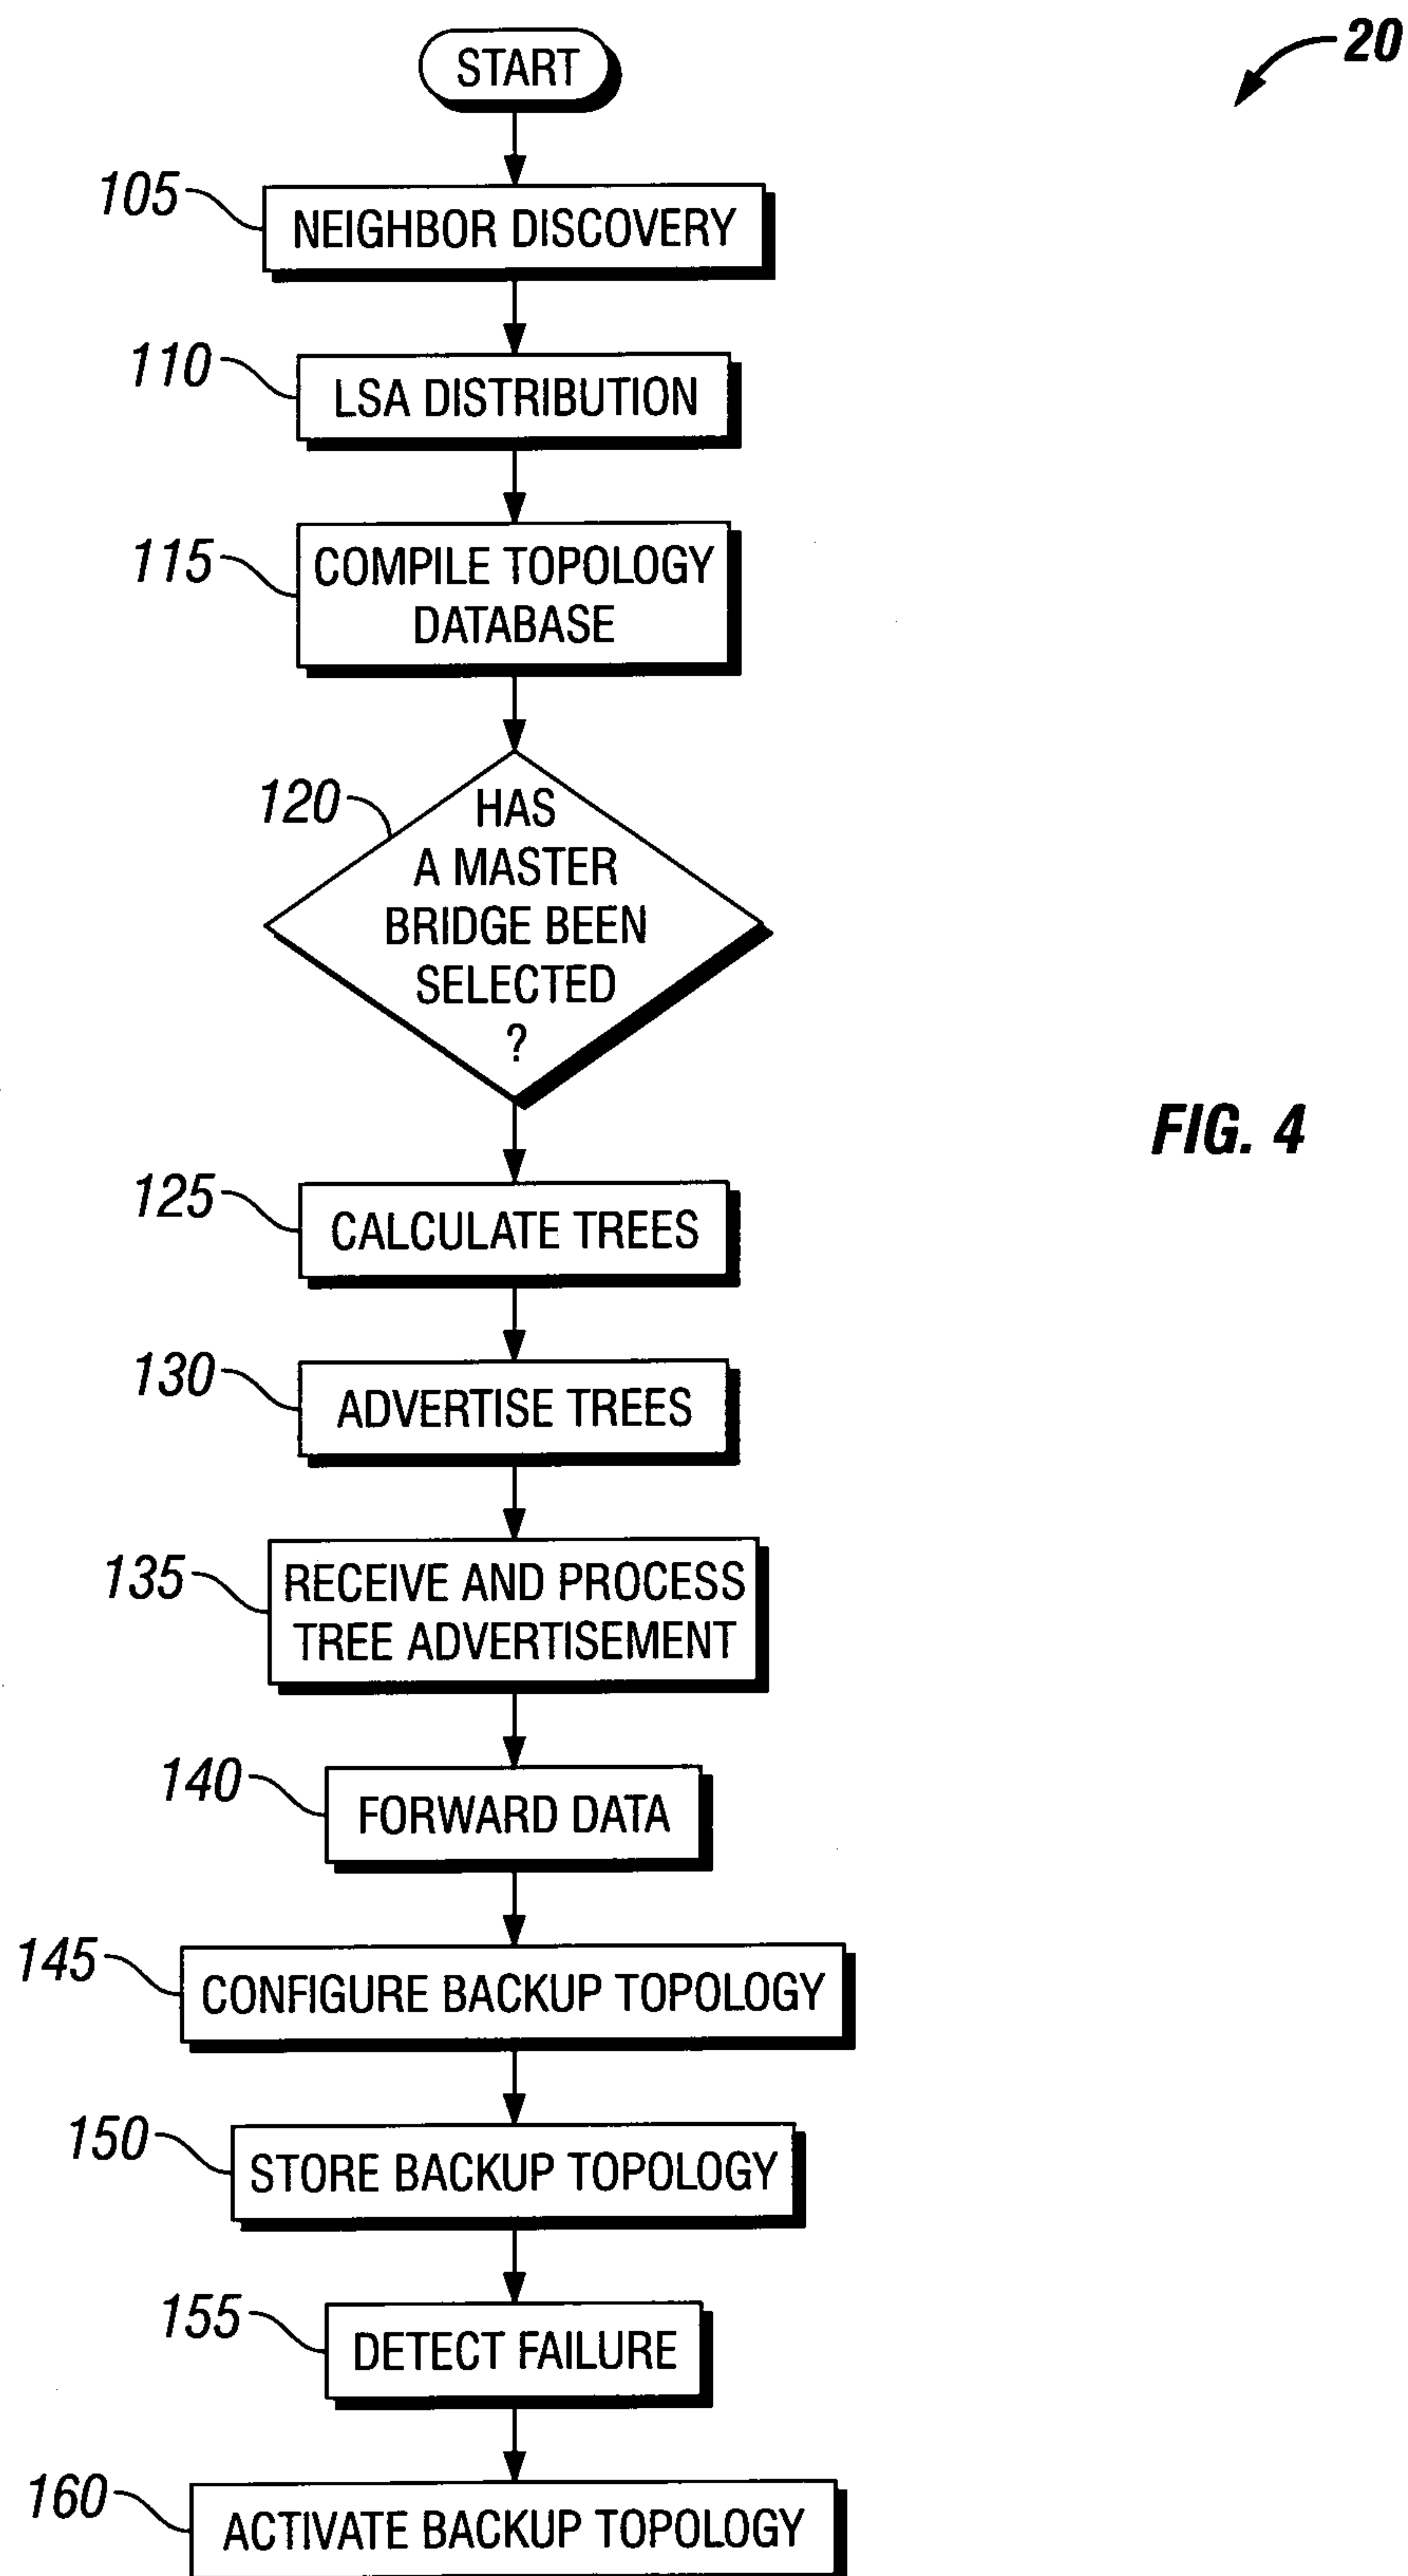 START
20
105
NEIGHBOR DISCOVERY
110
LSA DISTRIBUTION
115
COMPILE TOPOLOGY
DATABASE
120
HAS
A MASTER
BRIDGE BEEN
SELECTED
?
FIG. 4
125
CALCULATE TREES
130
ADVERTISE TREES
135
RECEIVE AND PROCESS
TREE ADVERTISEMENT
140
FORWARD DATA
145
CONFIGURE BACKUP TOPOLOGY
150
STORE BACKUP TOPOLOGY
155
DETECT FAILURE
160
ACTIVATE BACKUP TOPOLOGY